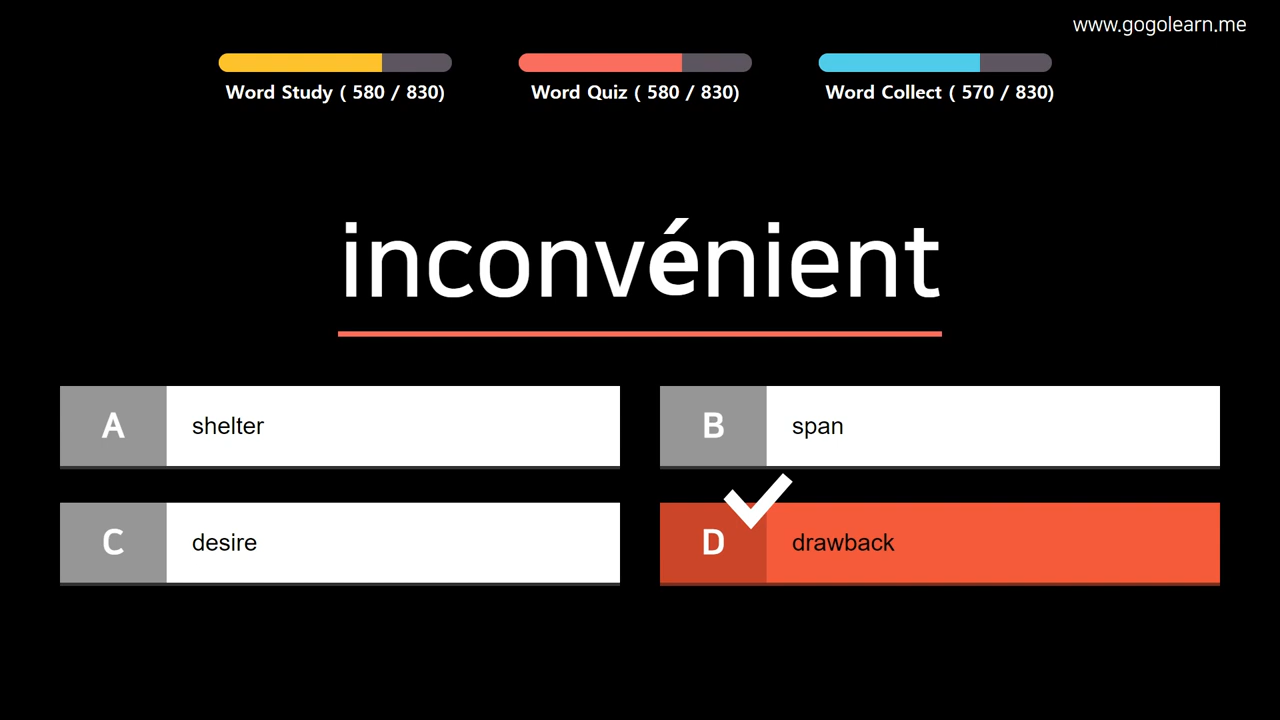 www.gogolearn.me
Word Study ( 580 / 830)
Word Quiz ( 580 / 830)
Word Collect ( 570 / 830)
inconvénient
A shelter
B span
C desire
D drawback